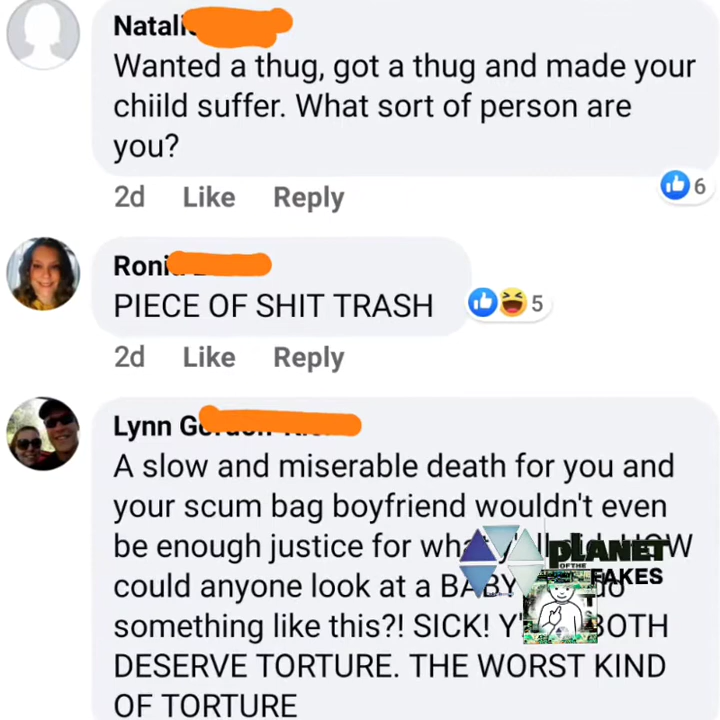 Natali
Wanted a thug, got a thug and made your
chiild suffer. What sort of person are
you?
2d Like Reply
6
Roni
PIECE OF SHIT TRASH
5
2d Like Reply
Lynn
A slow and miserable death for you and
your scum bag boyfriend wouldn't even
be enough justice for
PLANET
OF THE
FAKES
could anyone look at a BABY
something like this?! SICK! BOTH
DESERVE TORTURE. THE WORST KIND
OF TORTURE